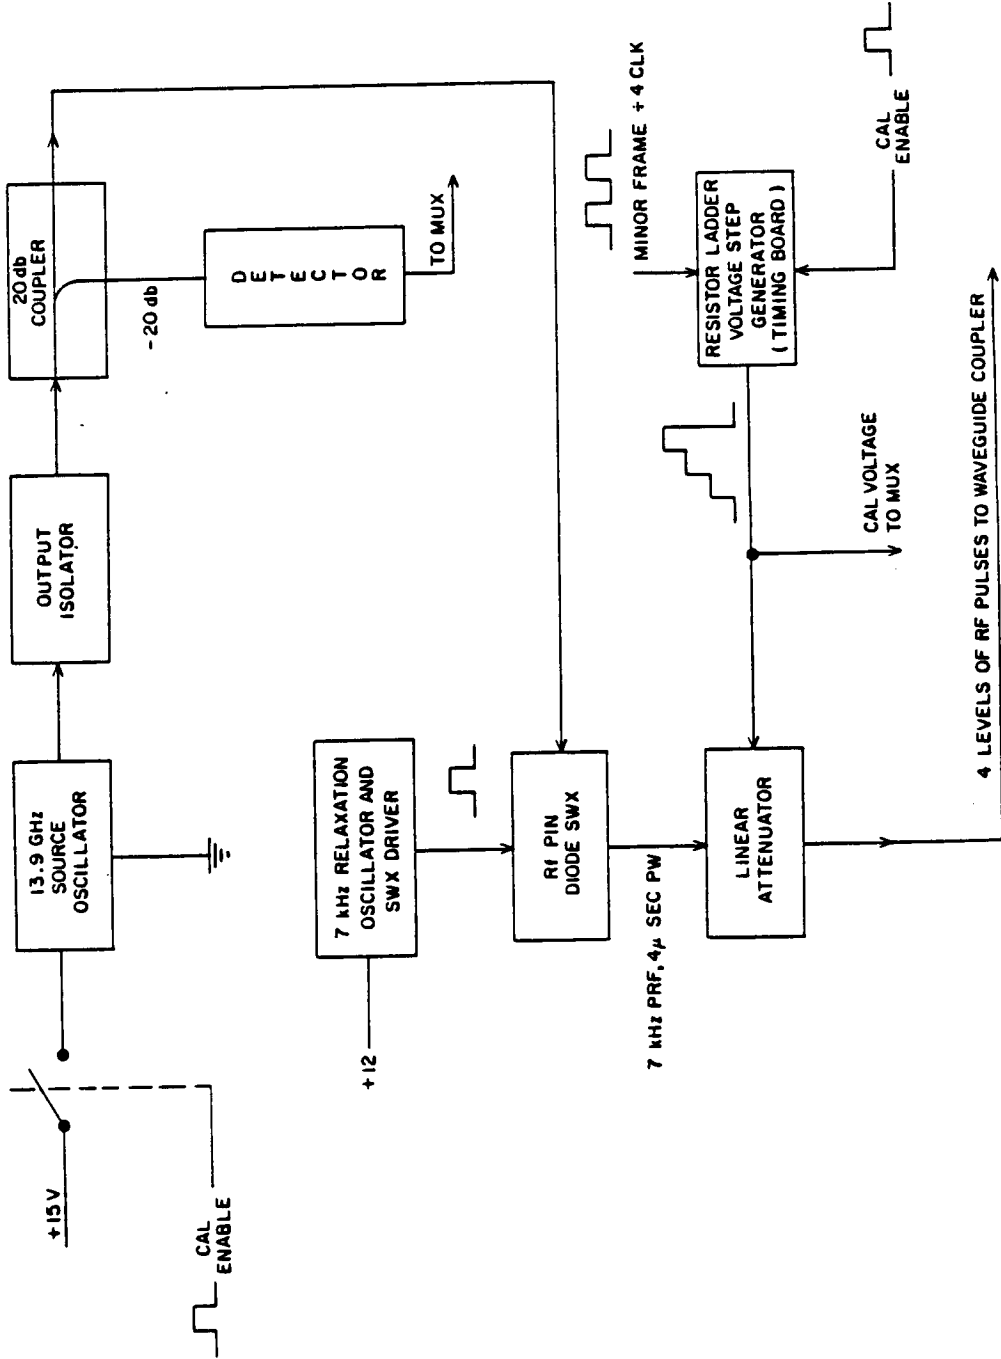 +15V
CAL
ENABLE
13.9 GHz
SOURCE
OSCILLATOR
OUTPUT
ISOLATOR
20db
COUPLER
-20 db
DETECTOR
TO MUX
+12
7 kHz RELAXATION
OSCILLATOR AND
SWX DRIVER
Rf PIN
DIODE SWX
7 kHz PRF, 4μ SEC PW
LINEAR
ATTENUATOR
MINOR FRAME ÷ 4 CLK
RESISTOR LADDER
VOLTAGE STEP
GENERATOR
( TIMING BOARD )
CAL
ENABLE
CAL VOLTAGE
TO MUX
4 LEVELS OF RF PULSES TO WAVEGUIDE COUPLER